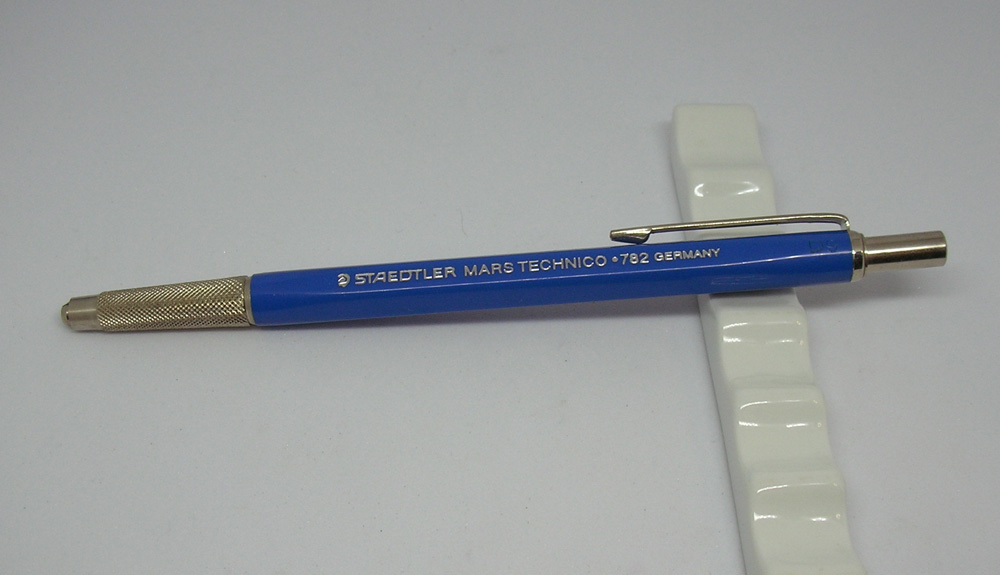 STAEDTLER MARS TECHNICO • 782 GERMANY